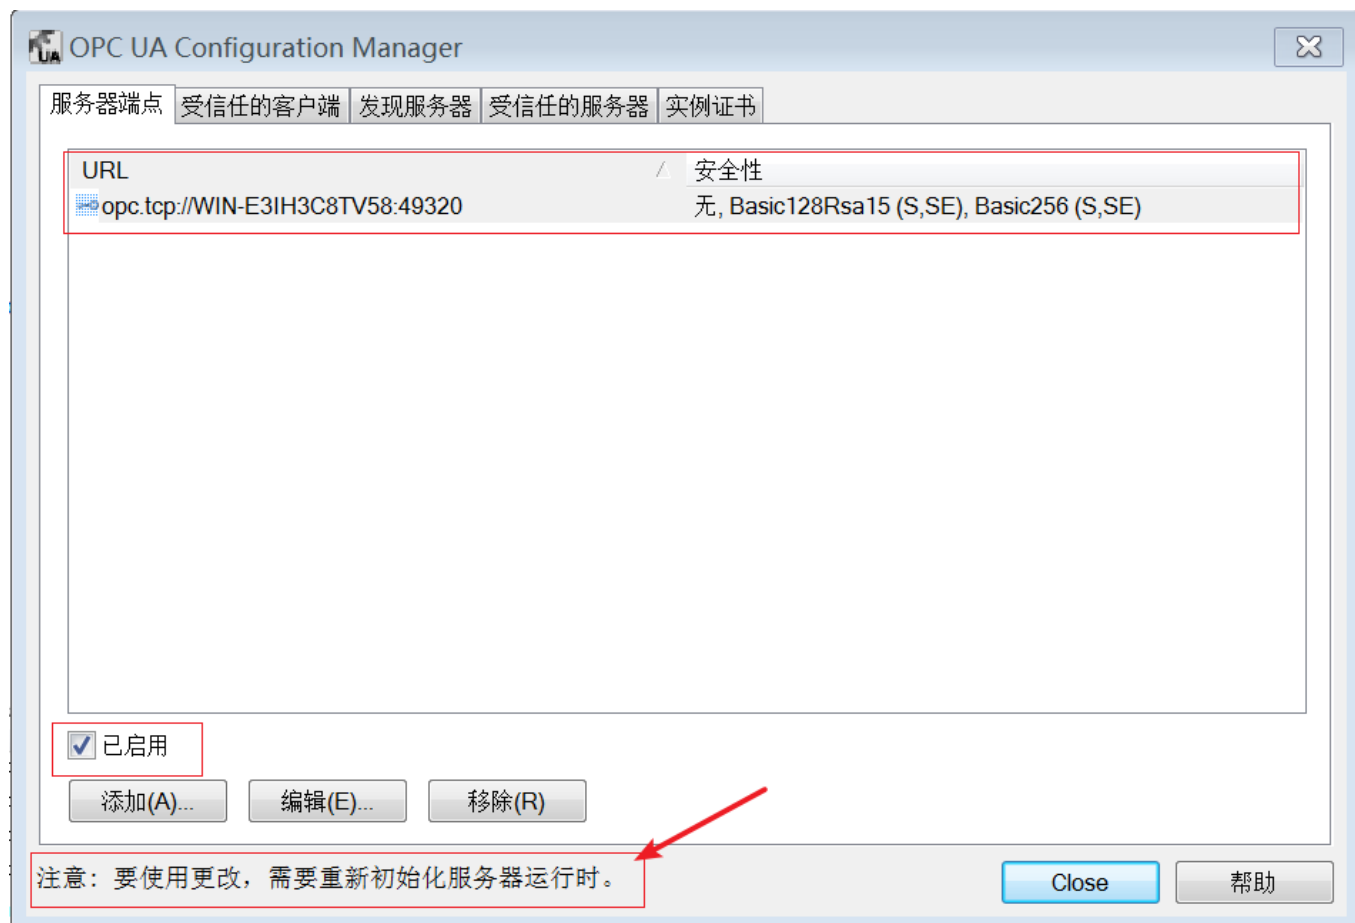 OPC UA Configuration Manager
服务器端点 受信任的客户端 发现服务器 受信任的服务器 实例证书
URL 安全性
opc.tcp://WIN-E3IH3C8TV58:49320 无, Basic128Rsa15 (S,SE), Basic256 (S,SE)
已启用
添加(A)... 编辑(E)... 移除(R)
注意: 要使用更改，需要重新初始化服务器运行时。 Close 帮助